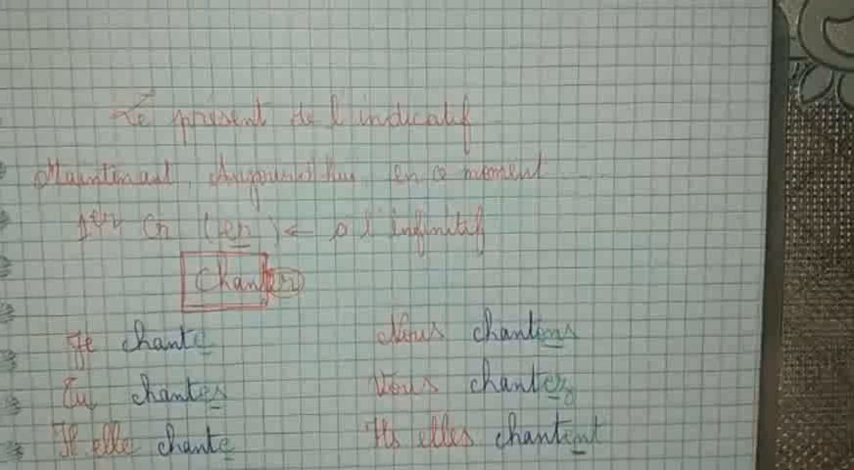 Le présent de l'indicatif
Maintenant, Aujourd'hui, en ce moment ...
1er Gr (er) ← à l'infinitif
Chanter
Je chante Nous chantons
Tu chantes Vous chantez
Il elle chante Ils elles chantent